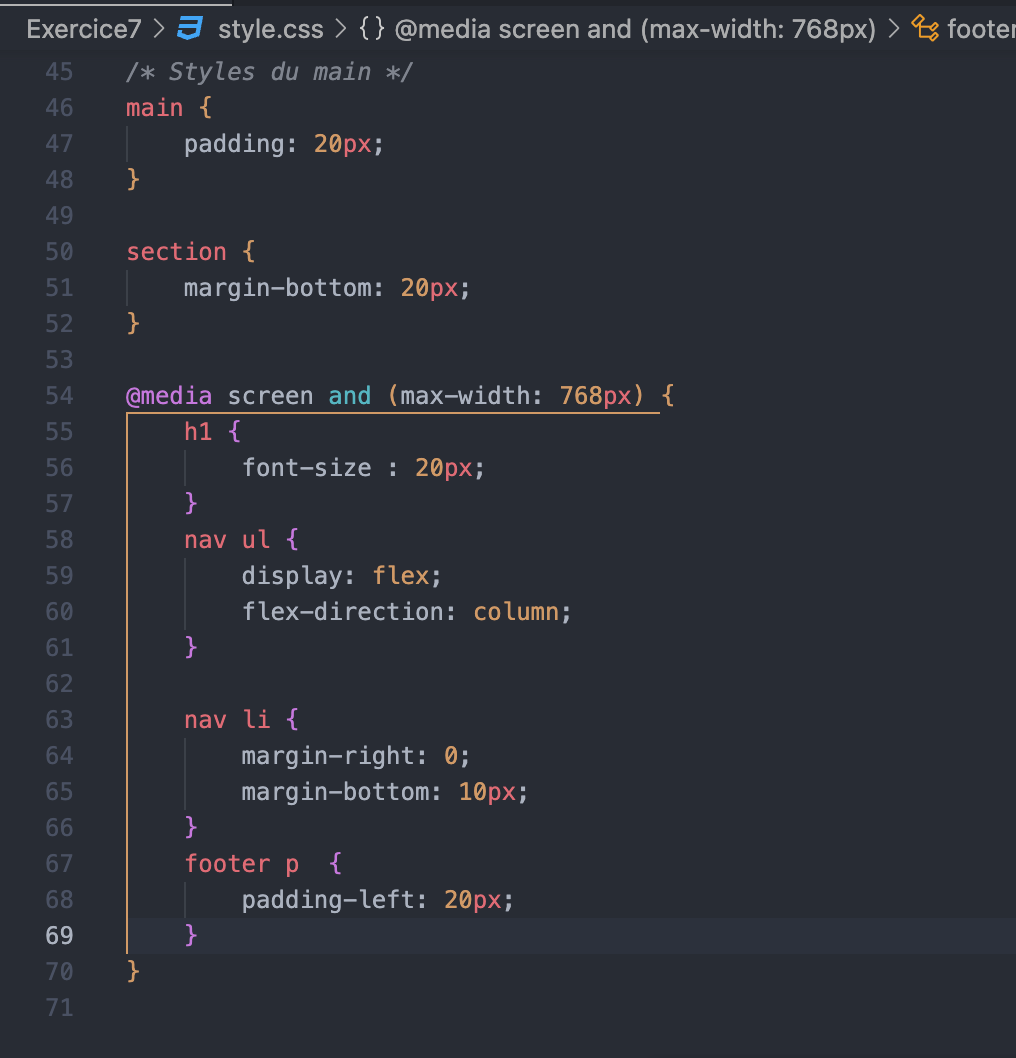 Exercice7 > style.css > {} @media screen and (max-width: 768px) > footer
45 /* Styles du main */
46 main {
47     padding: 20px;
48 }
49
50 section {
51     margin-bottom: 20px;
52 }
53
54 @media screen and (max-width: 768px) {
55     h1 {
56         font-size : 20px;
57     }
58     nav ul {
59         display: flex;
60         flex-direction: column;
61     }
62
63     nav li {
64         margin-right: 0;
65         margin-bottom: 10px;
66     }
67     footer p  {
68         padding-left: 20px;
69     }
70 }
71